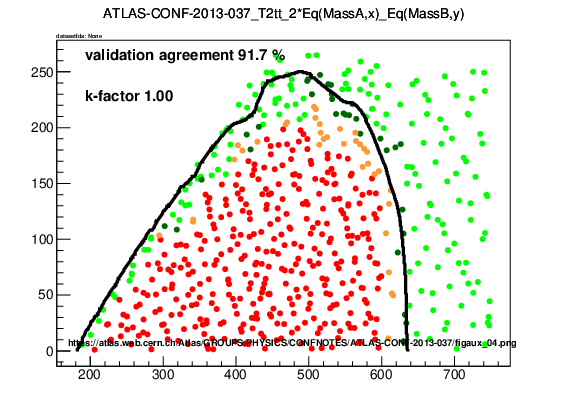 ATLAS-CONF-2013-037_T2tt_2*Eq(MassA,x)_Eq(MassB,y)
datasetIds: None
validation agreement 91.7 %
k-factor 1.00
250
200
150
100
50
0
https://atlas.web.cern.ch/Atlas/GROUPS/PHYSICS/CONFNOTES/ATLAS-CONF-2013-037/figaux_04.png
200 300 400 500 600 700